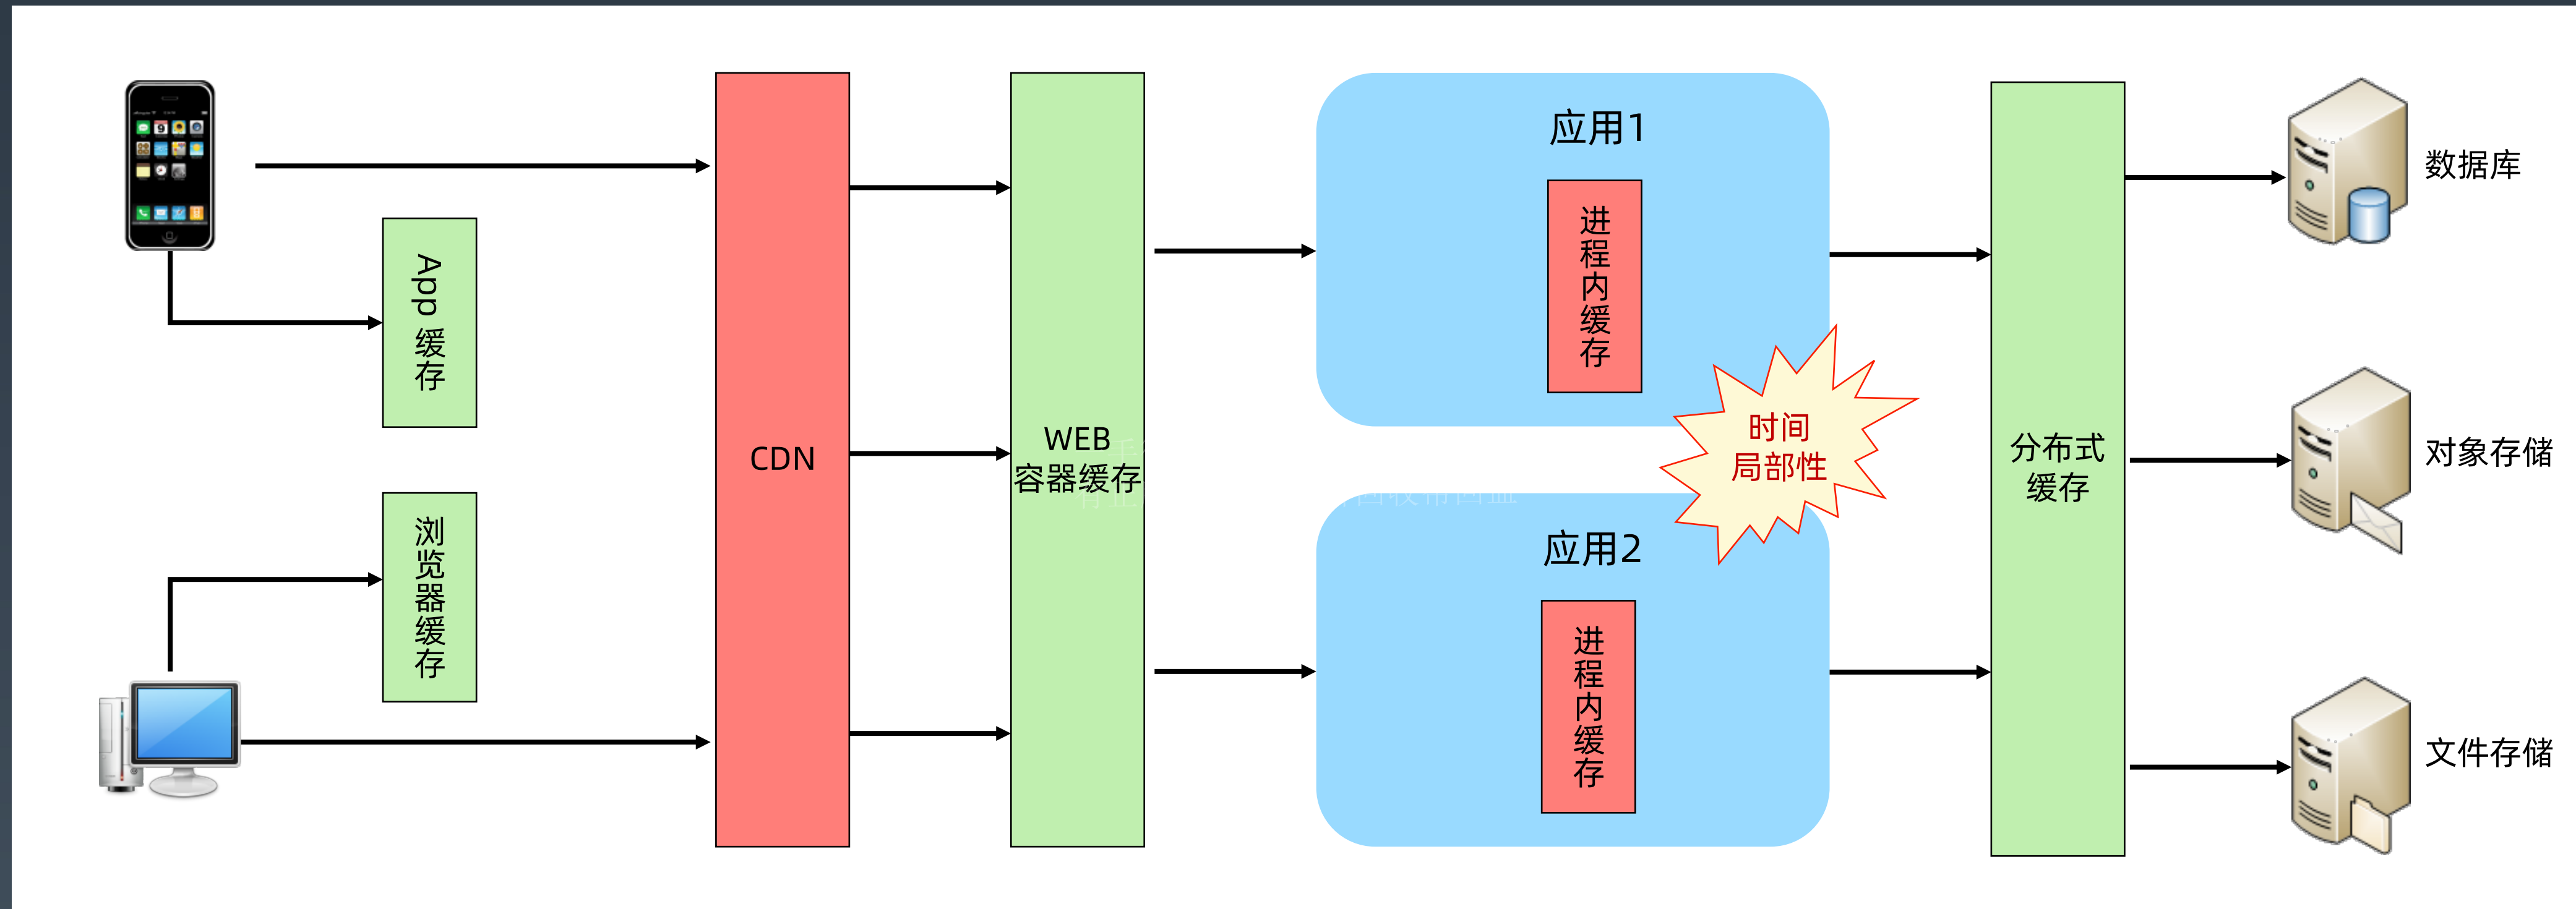 App 缓存
浏览器缓存
CDN
WEB
容器缓存
应用1
进程内缓存
时间
局部性
应用2
进程内缓存
分布式
缓存
数据库
对象存储
文件存储